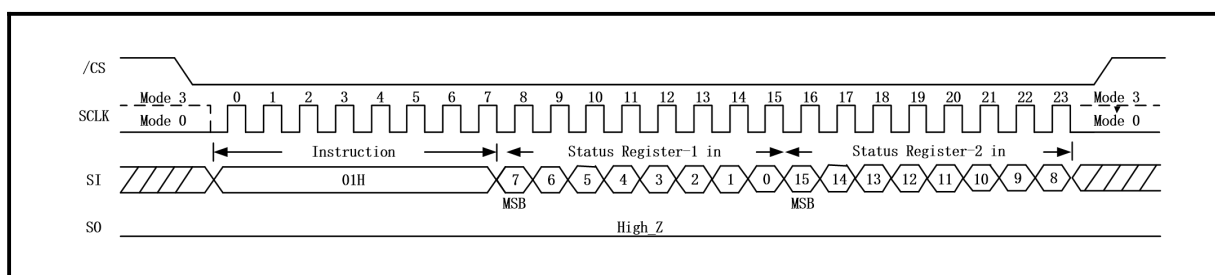 /CS
Mode 3 0 1 2 3 4 5 6 7 8 9 10 11 12 13 14 15 16 17 18 19 20 21 22 23 Mode 3
SCLK Mode 0 Mode 0
Instruction Status Register-1 in Status Register-2 in
SI 01H 7 6 5 4 3 2 1 0 15 14 13 12 11 10 9 8
MSB MSB
SO High_Z